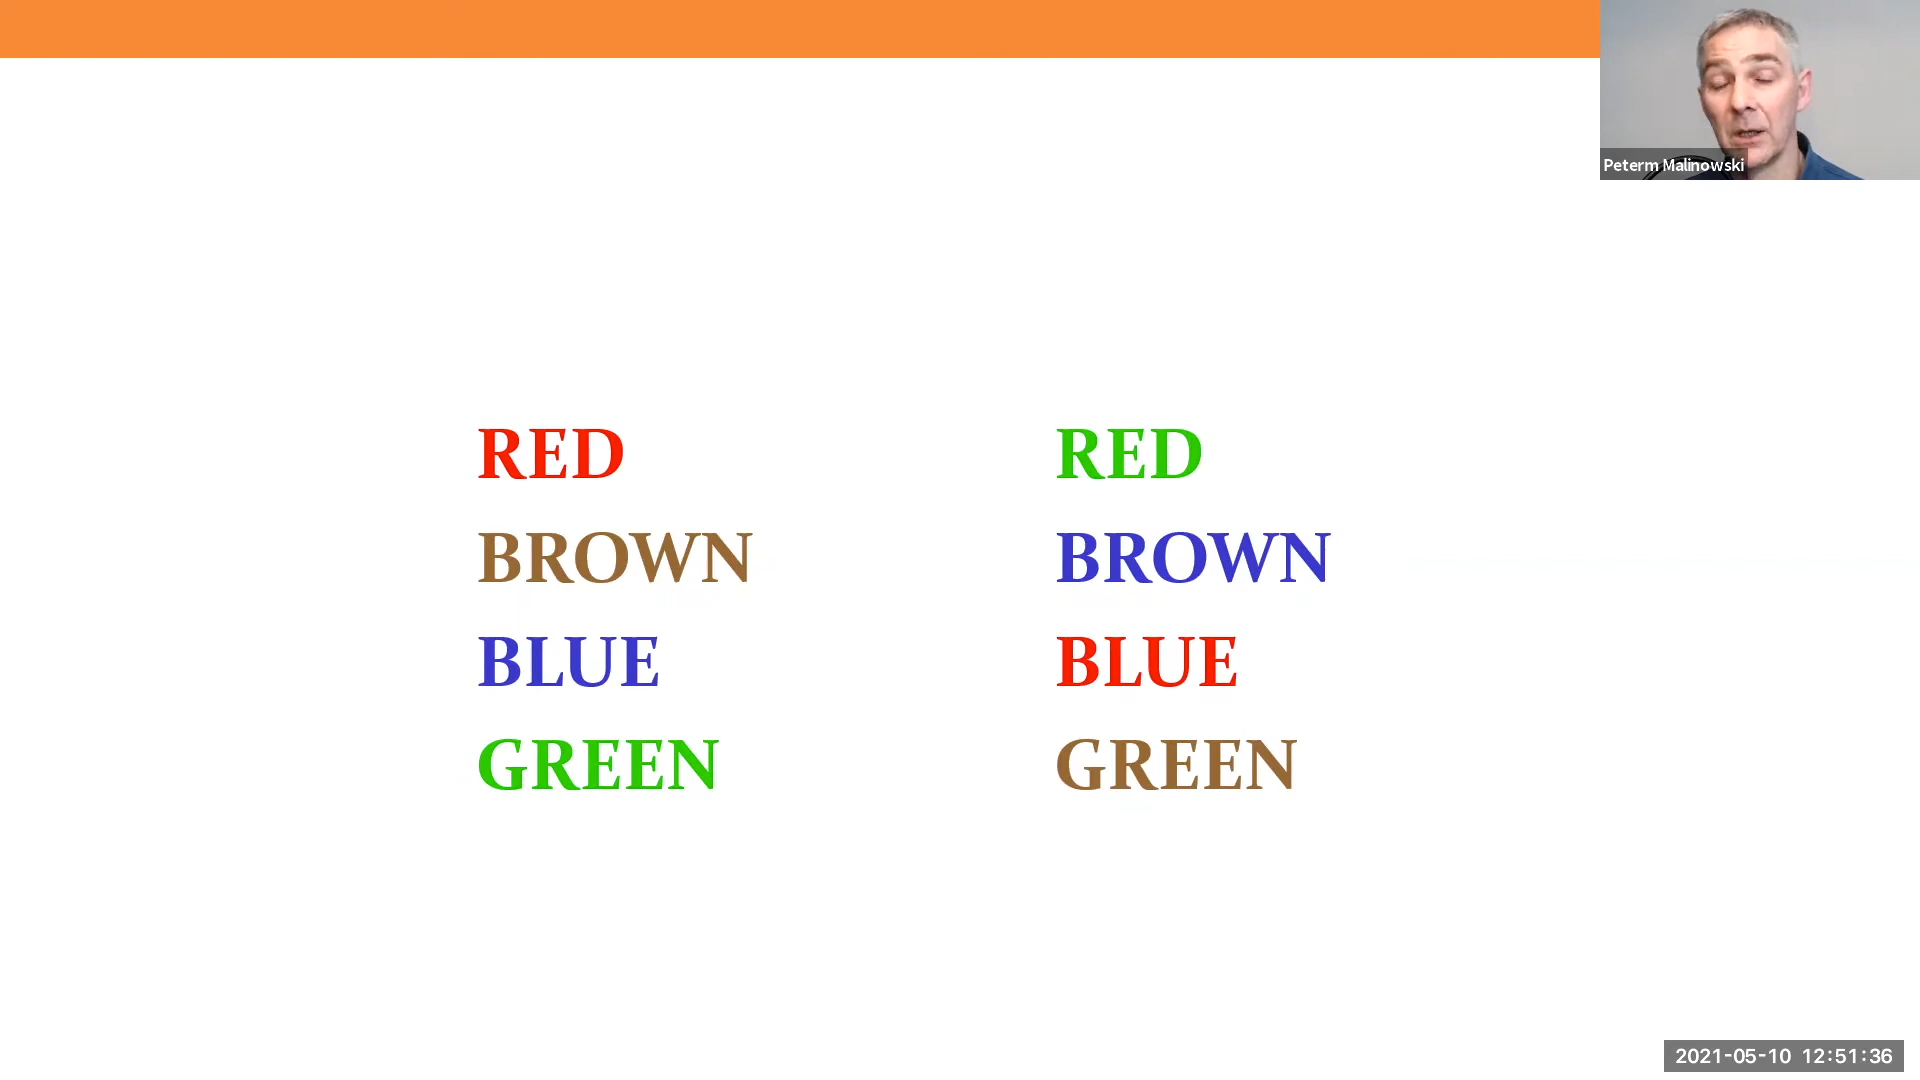 Peterm Malinowski
RED
BROWN
BLUE
GREEN
RED
BROWN
BLUE
GREEN
2021-05-10 12:51:36